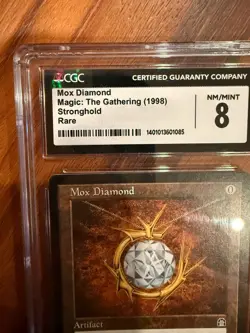 CGC
CERTIFIED GUARANTY COMPANY
Mox Diamond
Magic: The Gathering (1998)
Stronghold
Rare
NM/MINT
8
1401013601085
Mox Diamond
Artifact